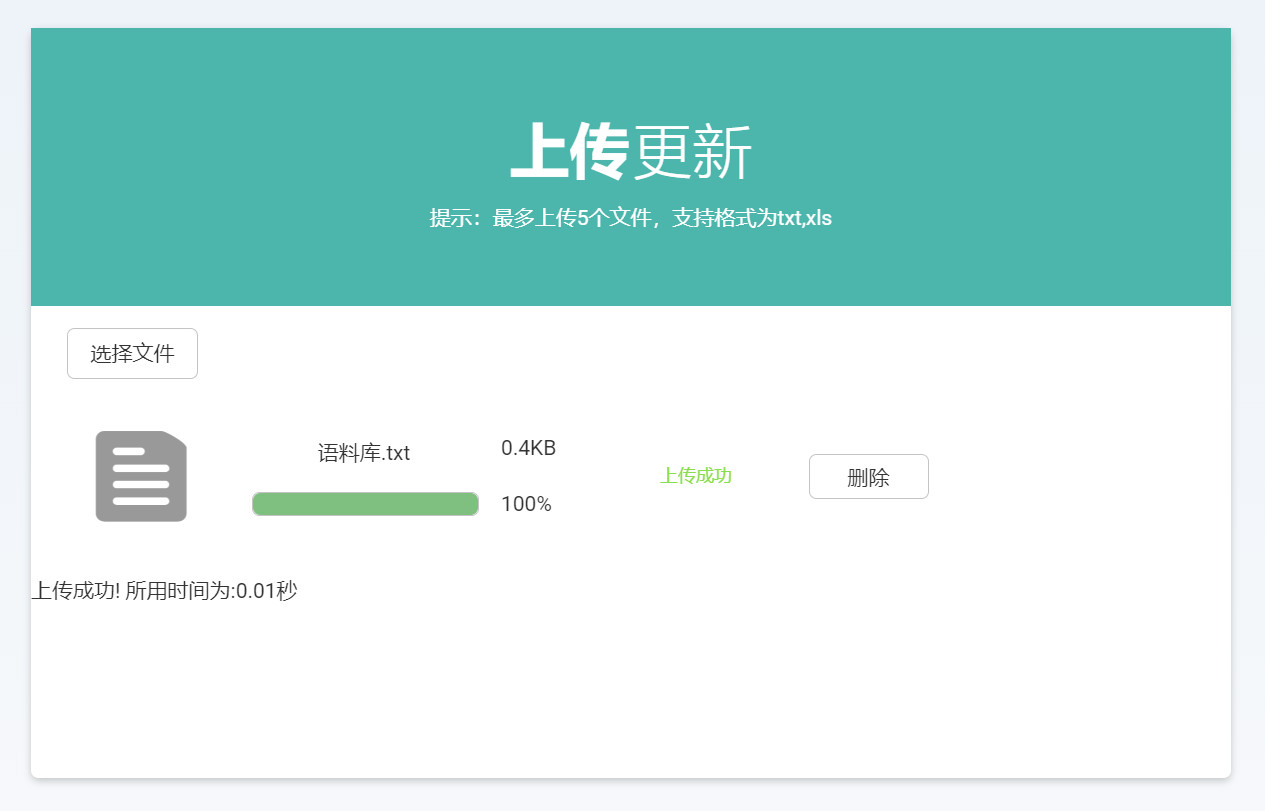 上传更新
提示：最多上传5个文件，支持格式为txt,xls
选择文件
语料库.txt
0.4KB
100%
上传成功
删除
上传成功! 所用时间为:0.01秒